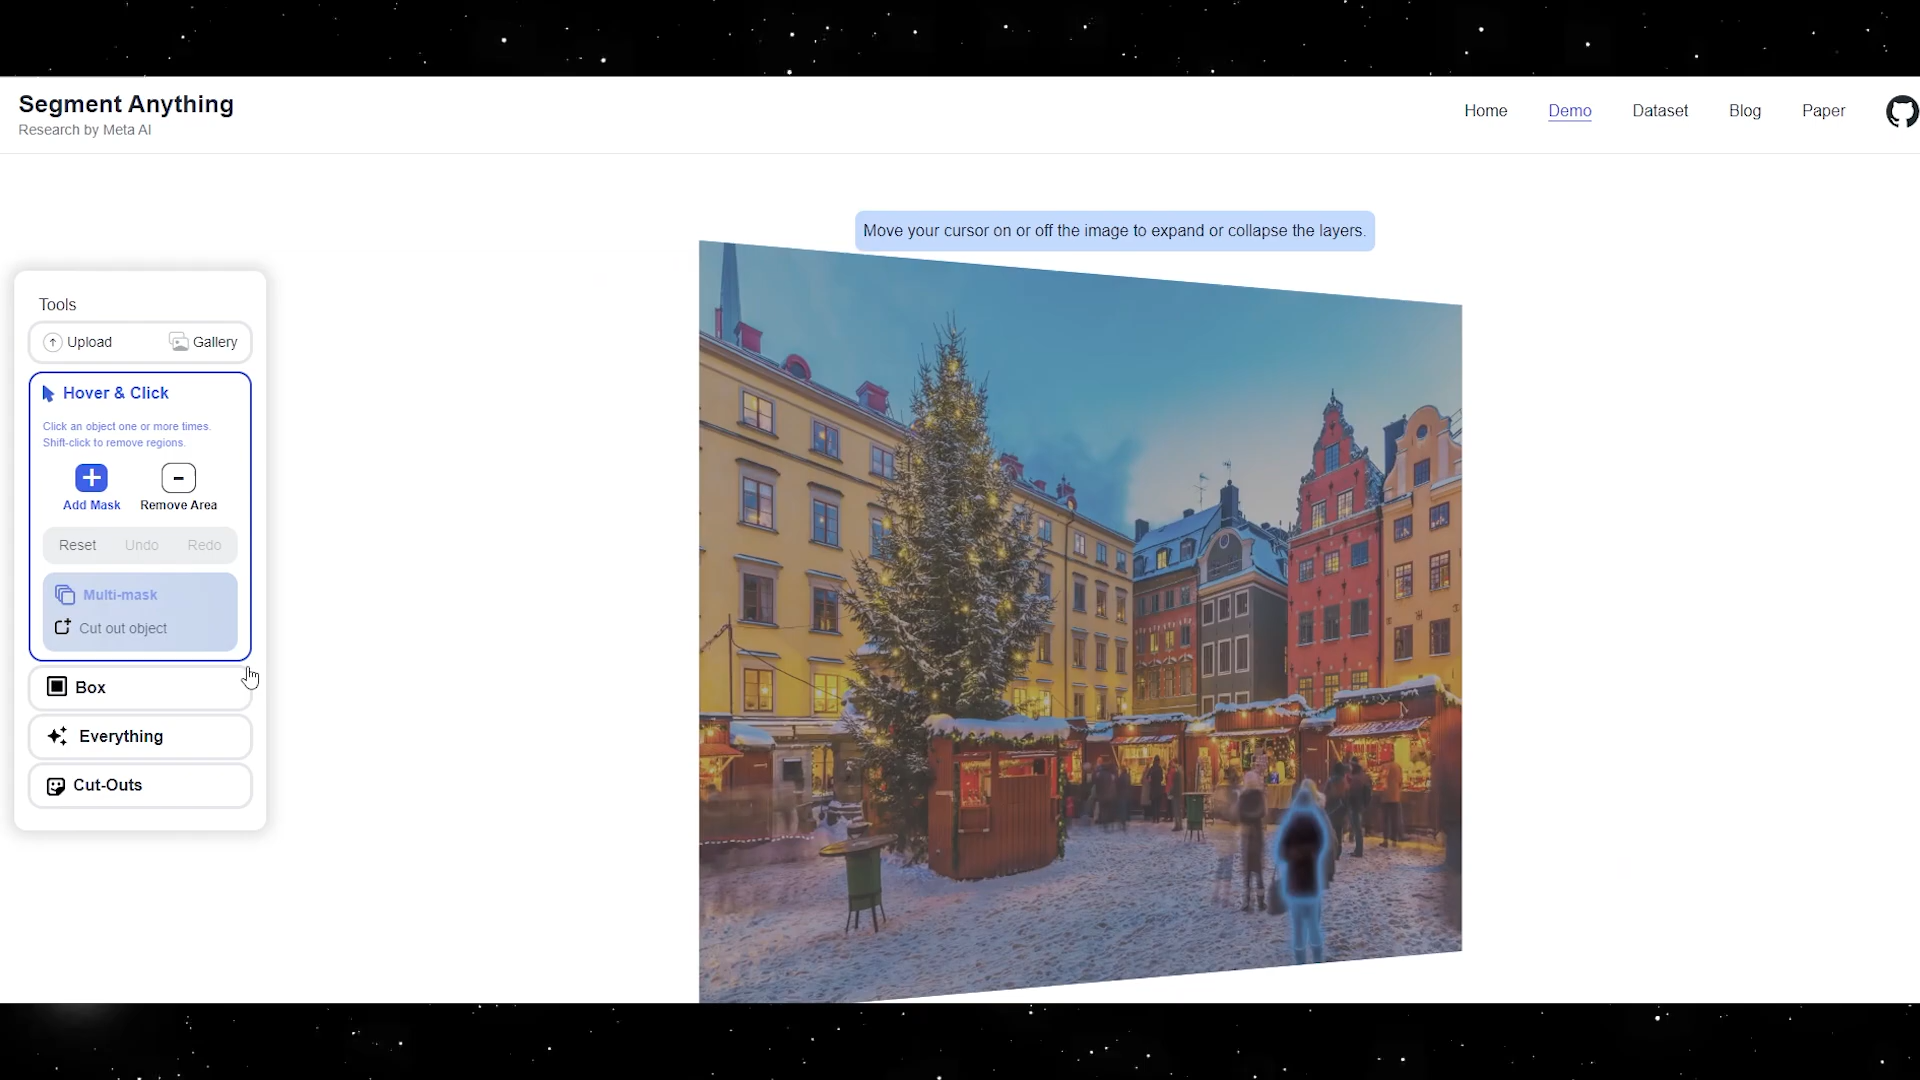 Segment Anything
Research by Meta AI
Home Demo Dataset Blog Paper
Move your cursor on or off the image to expand or collapse the layers.
Tools
Upload Gallery
Hover & Click
Click an object one or more times.
Shift-click to remove regions.
Add Mask Remove Area
Reset Undo Redo
Multi-mask
Cut out object
Box
Everything
Cut-Outs